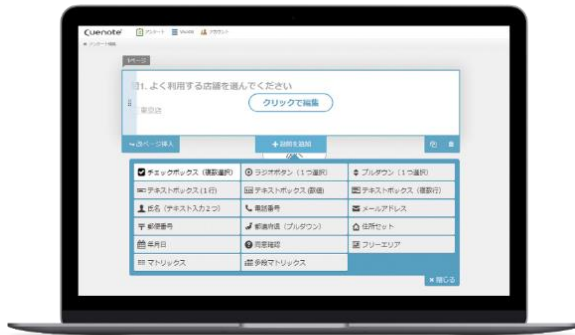 Cuenote
アンケート
1ページ
1. よく利用する店舗を選んでください
東京店
クリックで編集
改ページ挿入
+ 設問を追加
チェックボックス (複数選択)
ラジオボタン (1つ選択)
プルダウン (1つ選択)
テキストボックス (1行)
テキストボックス (数値)
テキストボックス (複数行)
氏名 (テキスト入力2つ)
電話番号
メールアドレス
〒 郵便番号
都道府県 (プルダウン)
住所セット
年月日
同意確認
フリーエリア
マトリックス
多段マトリックス
× 閉じる